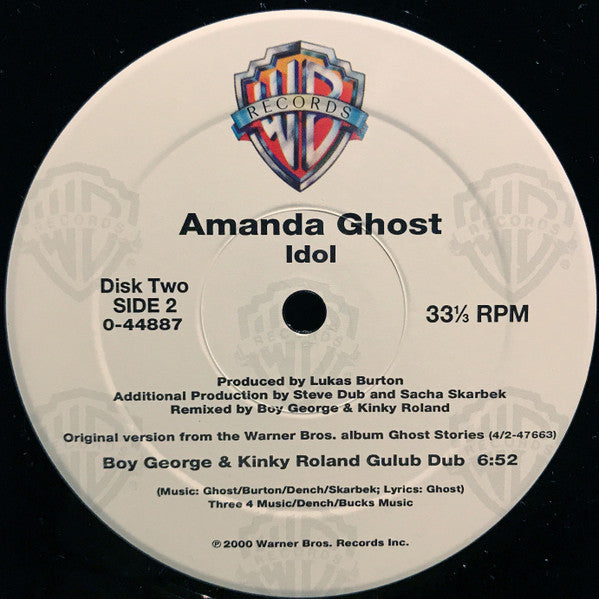 WB
RECORDS
®
Amanda Ghost
Idol
Disk Two
SIDE 2
0-44887
33⅓ RPM
Produced by Lukas Burton
Additional Production by Steve Dub and Sacha Skarbek
Remixed by Boy George & Kinky Roland
Original version from the Warner Bros. album Ghost Stories (4/2-47663)
Boy George & Kinky Roland Gulub Dub 6:52
(Music: Ghost/Burton/Dench/Skarbek; Lyrics: Ghost)
Three 4 Music/Dench/Bucks Music
℗ 2000 Warner Bros. Records Inc.